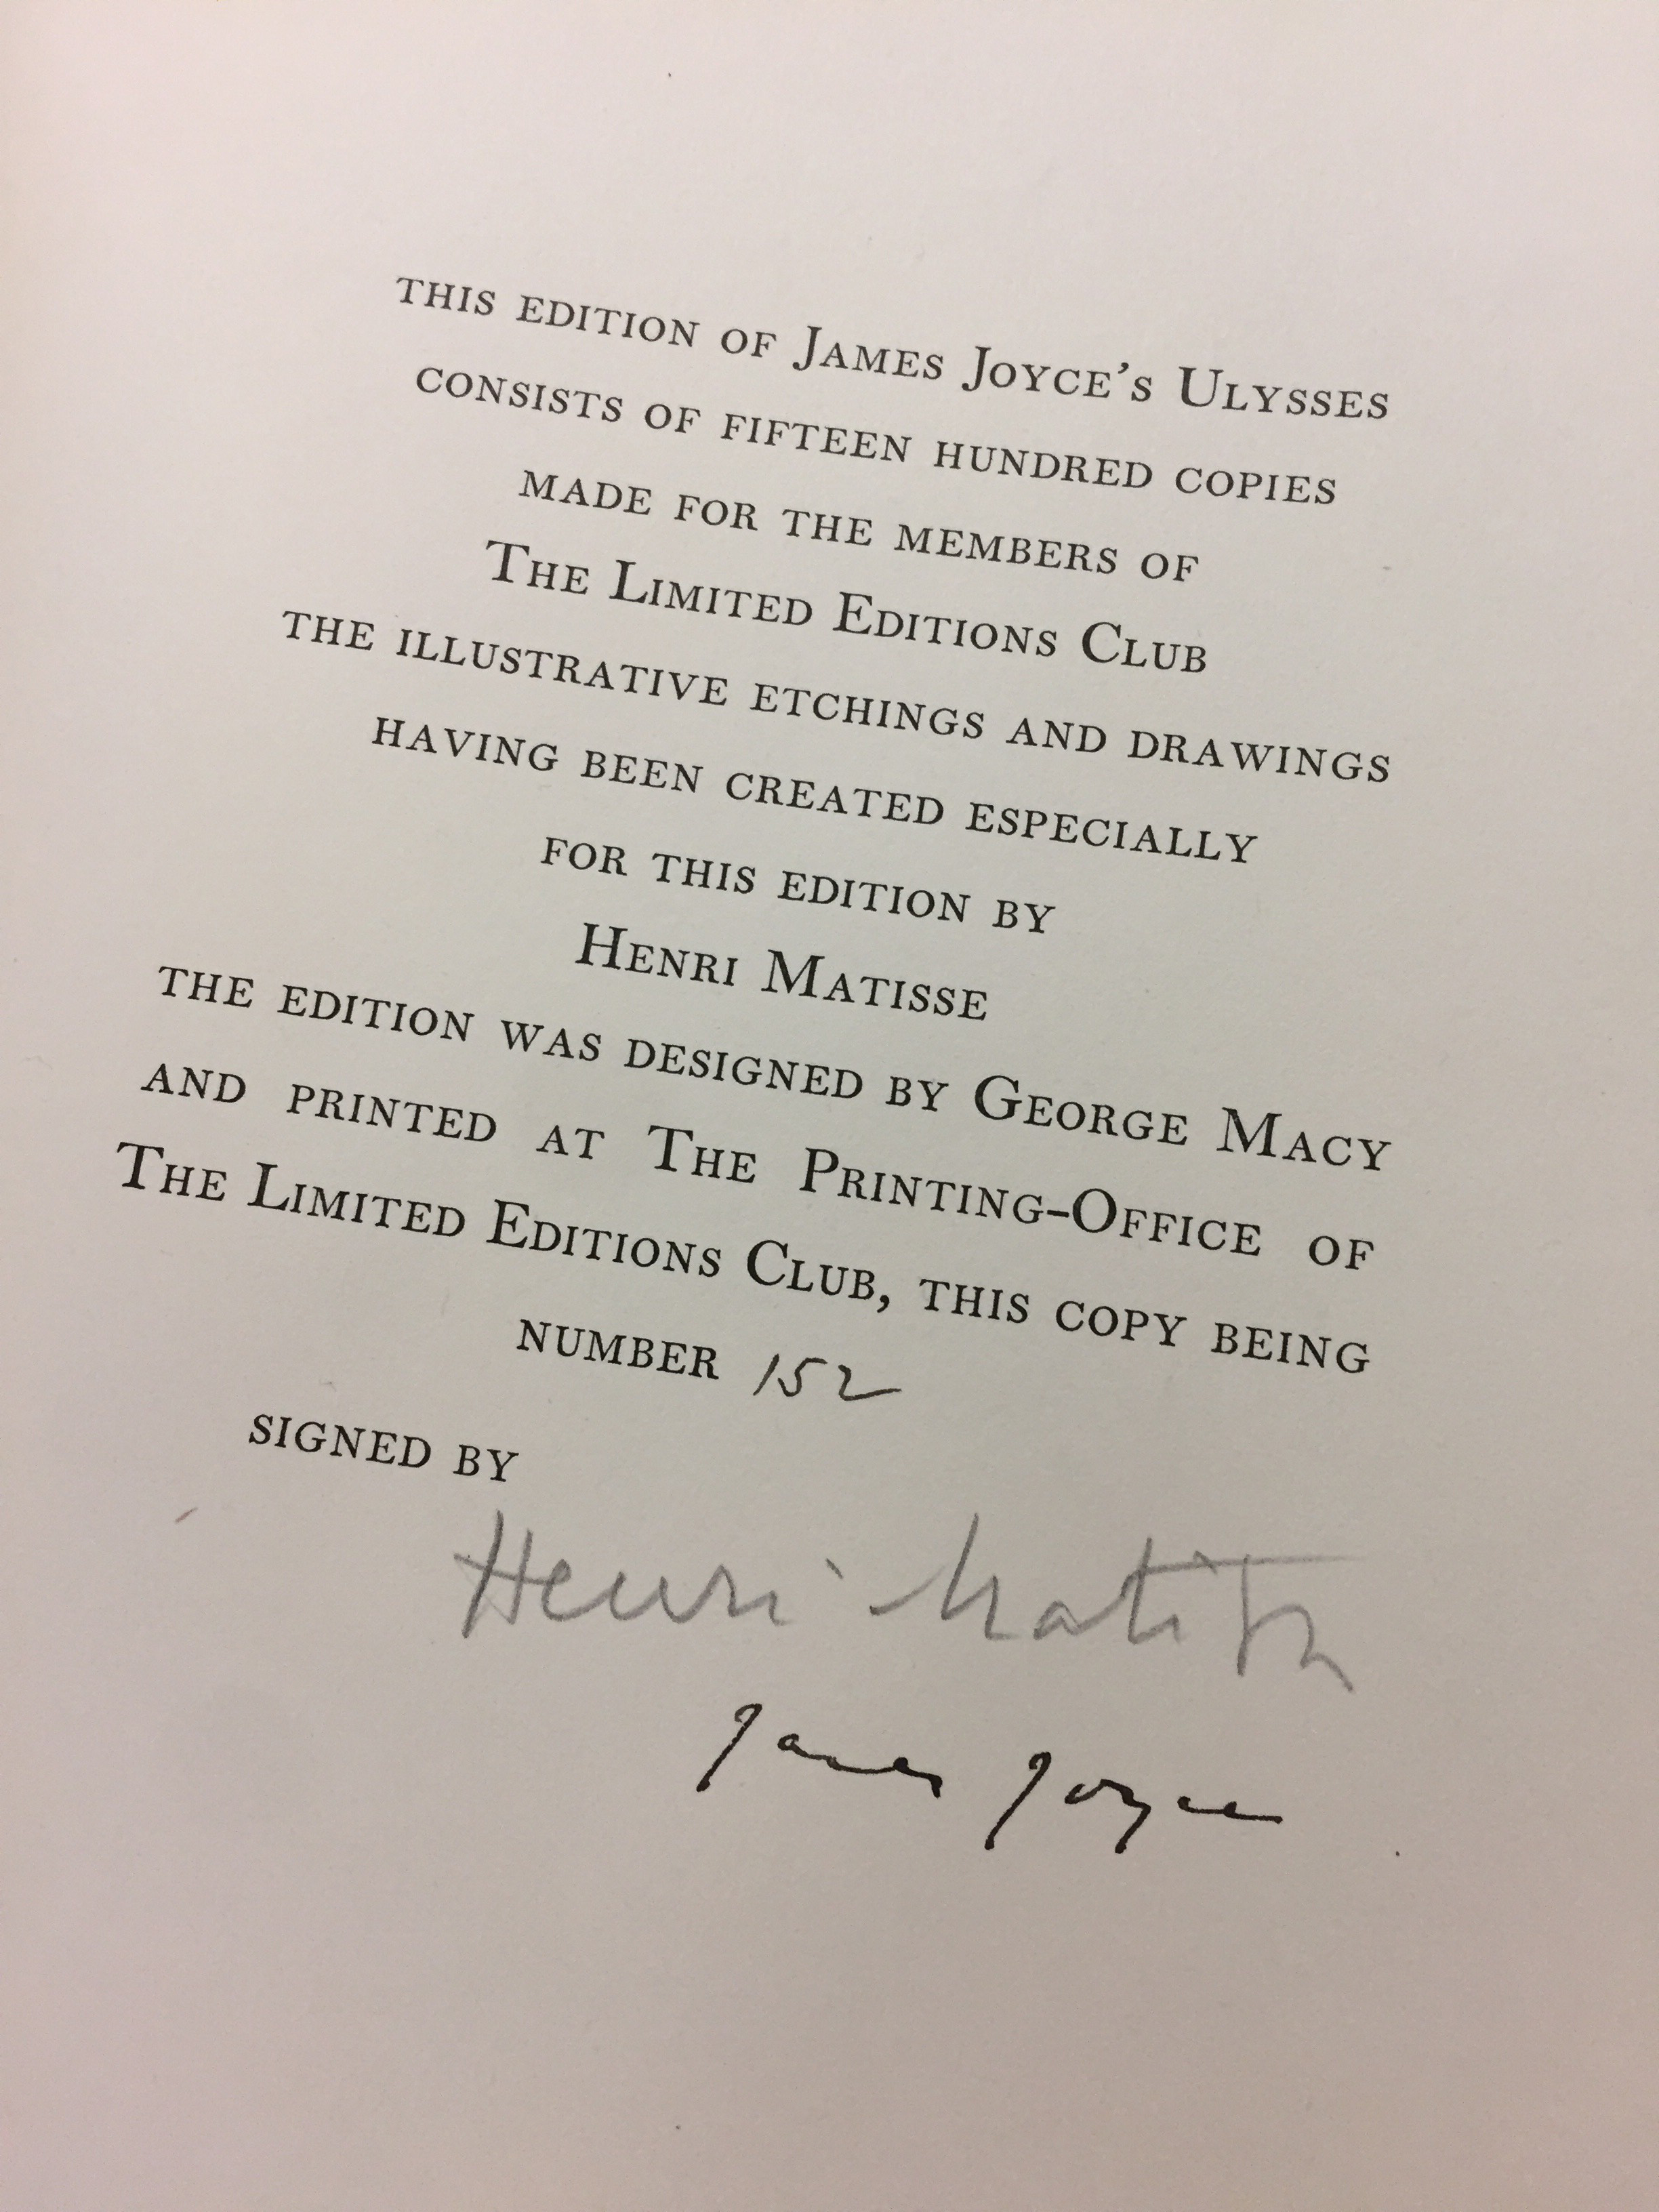 THIS EDITION OF JAMES JOYCE'S ULYSSES
CONSISTS OF FIFTEEN HUNDRED COPIES
MADE FOR THE MEMBERS OF
THE LIMITED EDITIONS CLUB
THE ILLUSTRATIVE ETCHINGS AND DRAWINGS
HAVING BEEN CREATED ESPECIALLY
FOR THIS EDITION BY
HENRI MATISSE
THE EDITION WAS DESIGNED BY GEORGE MACY
AND PRINTED AT THE PRINTING-OFFICE OF
THE LIMITED EDITIONS CLUB, THIS COPY BEING
NUMBER 152
SIGNED BY
Henri Matisse
James Joyce